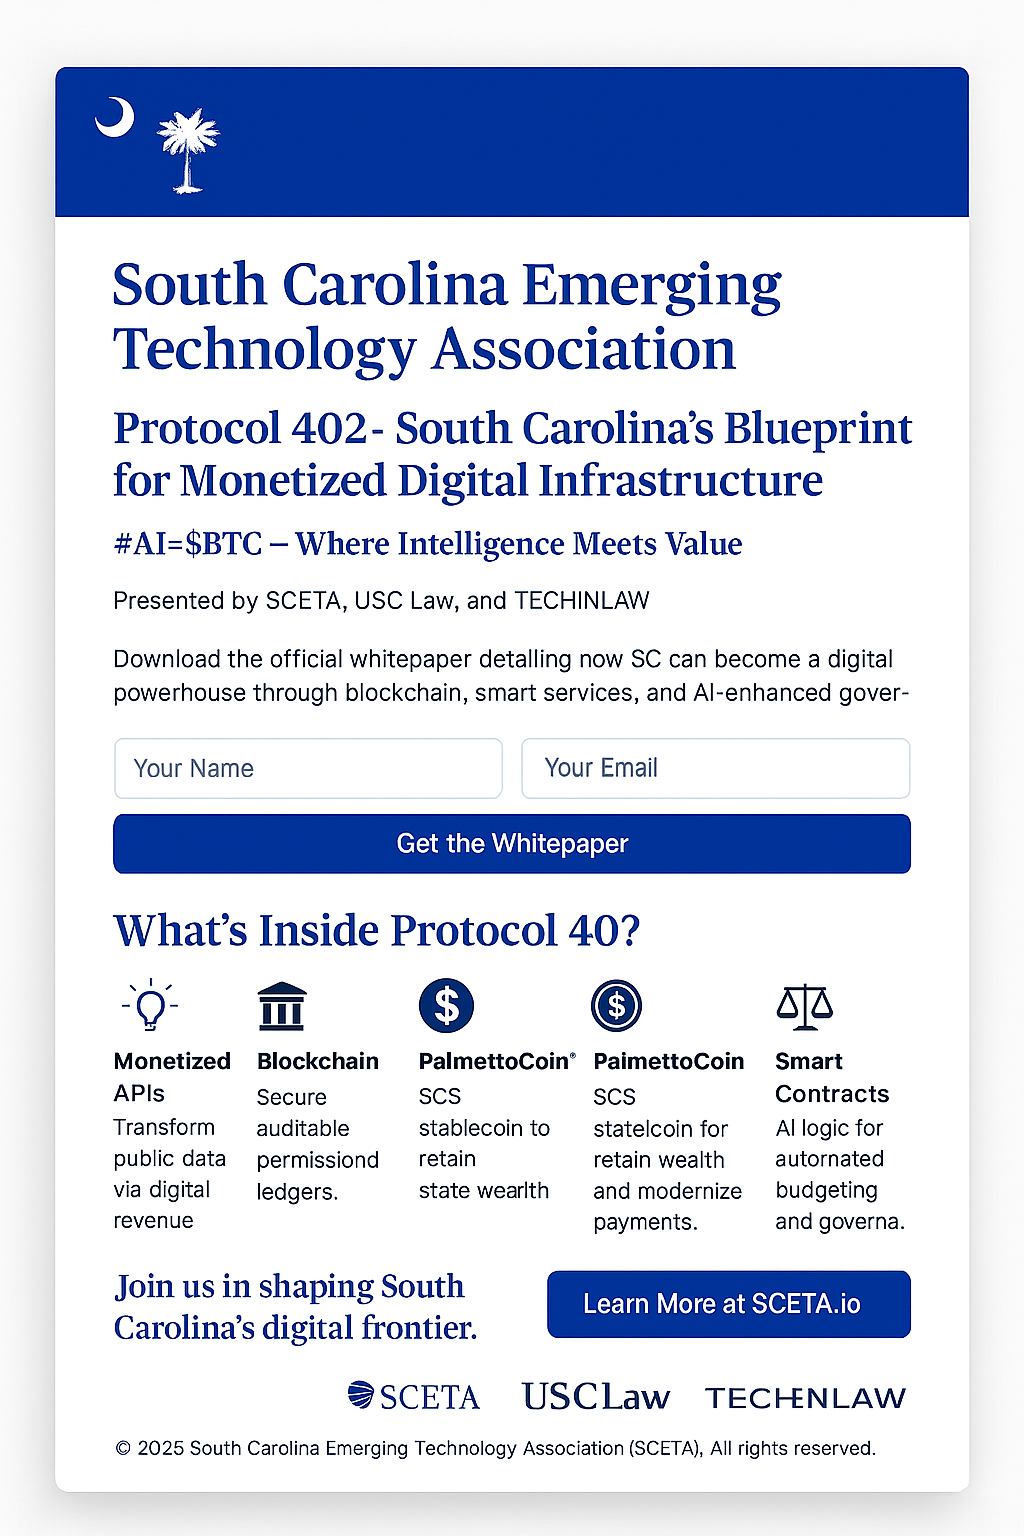 South Carolina Emerging
Technology Association
Protocol 402- South Carolina’s Blueprint
for Monetized Digital Infrastructure
#AI=$BTC – Where Intelligence Meets Value
Presented by SCETA, USC Law, and TECHINLAW
Download the official whitepaper detalling now SC can become a digital
powerhouse through blockchain, smart services, and AI-enhanced gover-
Your Name
Your Email
Get the Whitepaper
What’s Inside Protocol 40?
Monetized
APIs
Transform
public data
via digital
revenue
Blockchain
Secure
auditable
permissiond
ledgers.
$
PalmettoCoin®
SCS
stablecoin to
retain
state wearlth
$
PaimettoCoin
SCS
statelcoin for
retain wealth
and modernize
payments.
Smart
Contracts
AI logic for
autornated
budgeting
and governa.
Join us in shaping South
Carolina’s digital frontier.
Learn More at SCETA.io
SCETA
USCLaw
TECHENLAW
© 2025 South Carolina Emerging Technology Association (SCETA), All rights reserved.